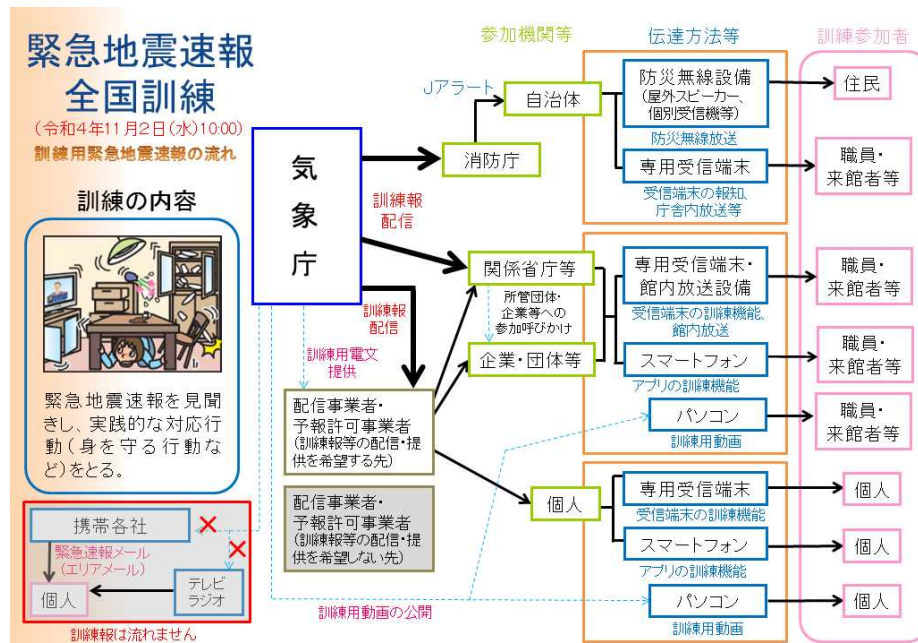 緊急地震速報
全国訓練
(令和4年11月2日(水)10:00)
訓練用緊急地震速報の流れ
訓練の内容
緊急地震速報を見聞
きし、実践的な対応行
動(身を守る行動な
ど)をとる。
携帯各社
緊急速報メール
(エリアメール)
個人
テレビ
ラジオ
訓練報は流れません
気象庁
訓練報
配信
訓練報
配信
訓練用電文
提供
配信事業者・
予報許可事業者
(訓練報等の配信・提
供を希望する先)
配信事業者・
予報許可事業者
(訓練報等の配信・提
供を希望しない先)
訓練用動画の公開
参加機関等
Jアラート
自治体
消防庁
関係省庁等
所管団体・
企業等への
参加呼びかけ
企業・団体等
個人
伝達方法等
防災無線設備
(屋外スピーカー、
個別受信機等)
防災無線放送
専用受信端末
受信端末の報知、
庁舎内放送等
専用受信端末・
館内放送設備
受信端末の訓練機能、
館内放送
スマートフォン
アプリの訓練機能
パソコン
訓練用動画
専用受信端末
受信端末の訓練機能
スマートフォン
アプリの訓練機能
パソコン
訓練用動画
訓練参加者
住民
職員・
来館者等
職員・
来館者等
職員・
来館者等
職員・
来館者等
個人
個人
個人